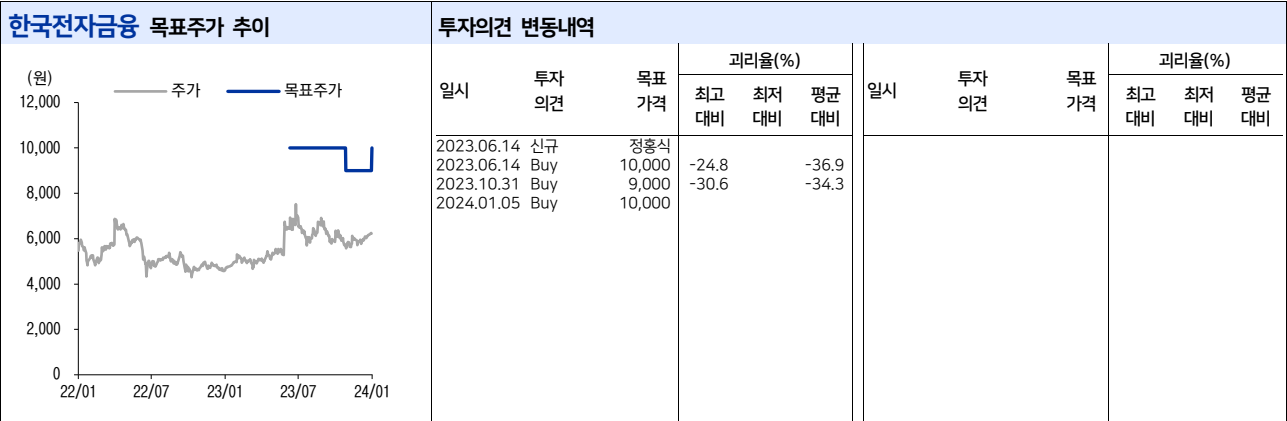 한국전자금융 목표주가 추이
(원)
주가
목표주가
12,000
10,000
8,000
6,000
4,000
2,000
0
22/01 22/07 23/01 23/07 24/01
투자의견 변동내역
일시 투자의견 목표가격 괴리율(%)
최고대비 최저대비 평균대비
2023.06.14 신규 정홍식
2023.06.14 Buy 10,000 -24.8 -36.9
2023.10.31 Buy 9,000 -30.6 -34.3
2024.01.05 Buy 10,000
일시 투자의견 목표가격 괴리율(%)
최고대비 최저대비 평균대비